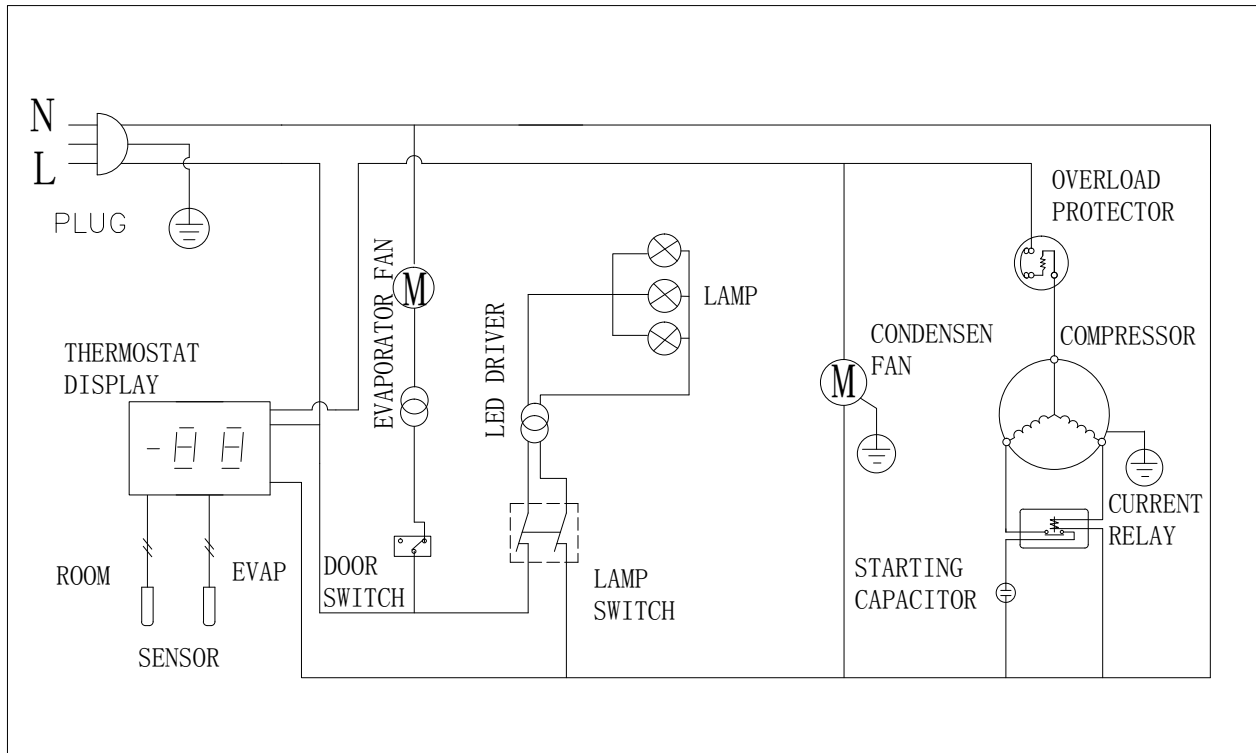 N
L
PLUG
OVERLOAD
PROTECTOR
EVAPORATOR FAN
M
LAMP
CONDENSEN
FAN
M
COMPRESSOR
THERMOSTAT
DISPLAY
LED DRIVER
-88
CURRENT
RELAY
ROOM
EVAP
DOOR
SWITCH
LAMP
SWITCH
STARTING
CAPACITOR
SENSOR